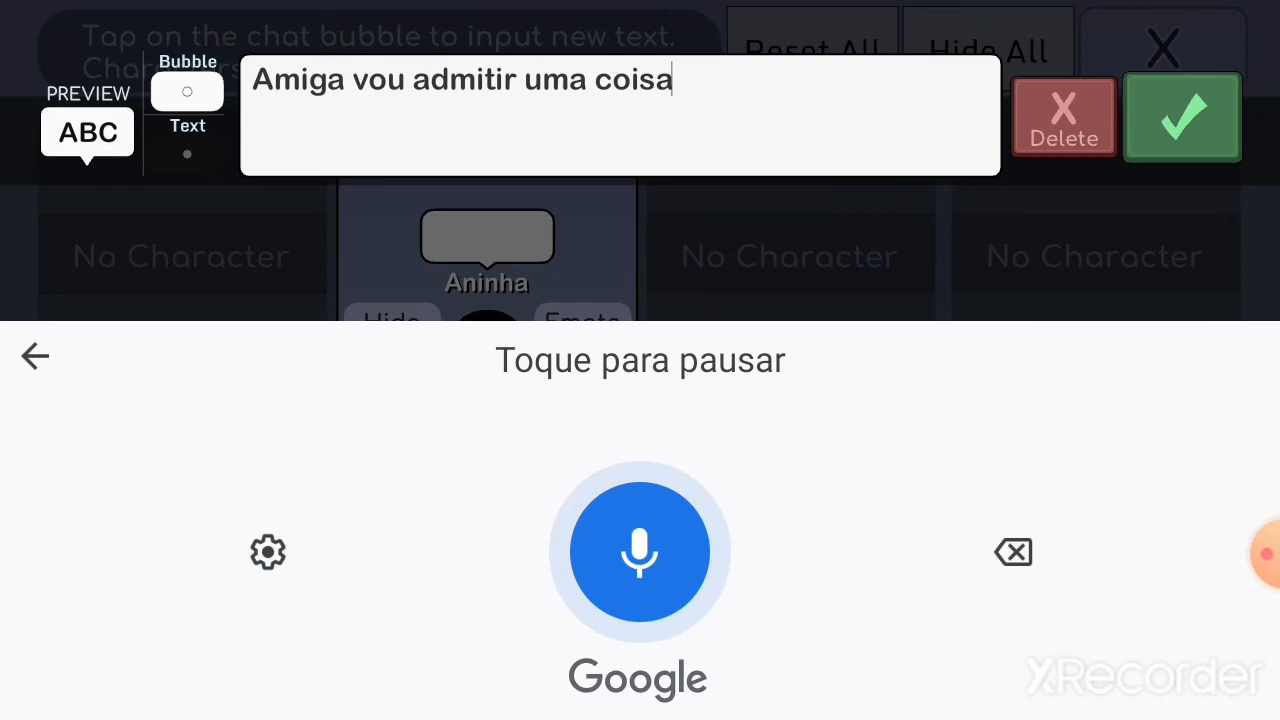 Tap on the chat bubble to input new text.
Reset All
Hide All
X
Bubble
Amiga vou admitir uma coisa
PREVIEW
ABC
Text
X
Delete
No Character
Aninha
No Character
No Character
Hide
Toque para pausar
Google
XRecorder